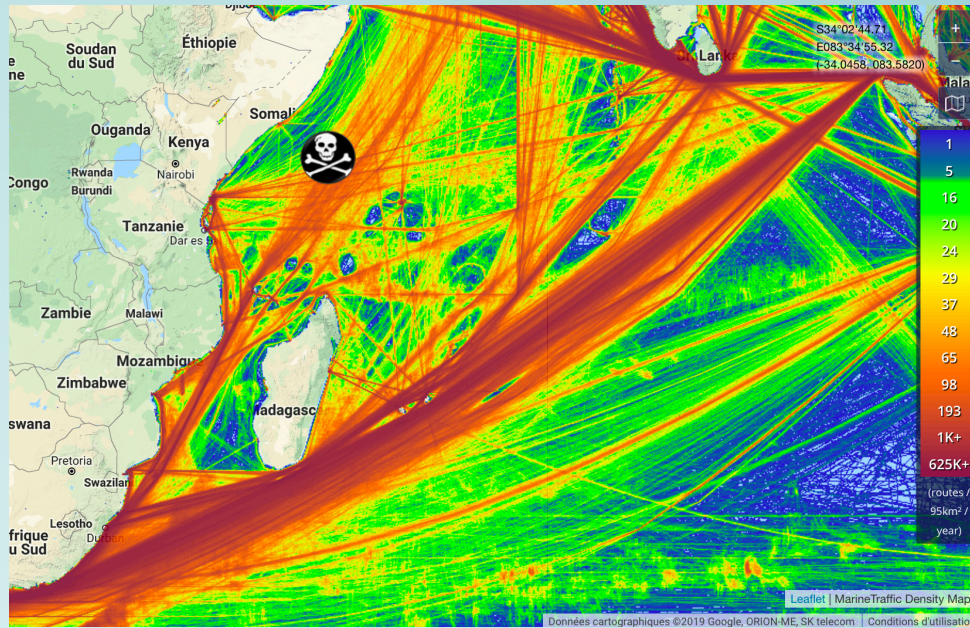 Soudan
du Sud
Éthiopie
Somali
Ouganda
Kenya
Nairobi
Congo
Rwanda
Burundi
Tanzanie
Dar es S
Zambie
Malawi
Mozambique
Zimbabwe
adagasc
swana
Pretoria
Swazilan
Lesotho
Durban
frique
u Sud
Lanka
S34°02'44.71
E083°34'55.32
(-34.0458, 083.5820)
+
−
Mala
1
5
16
20
24
29
37
48
65
98
193
1K+
625K+
(routes /
95km² /
year)
Leaflet | MarineTraffic Density Map
Données cartographiques ©2019 Google, ORION-ME, SK telecom
Conditions d'utilisatio